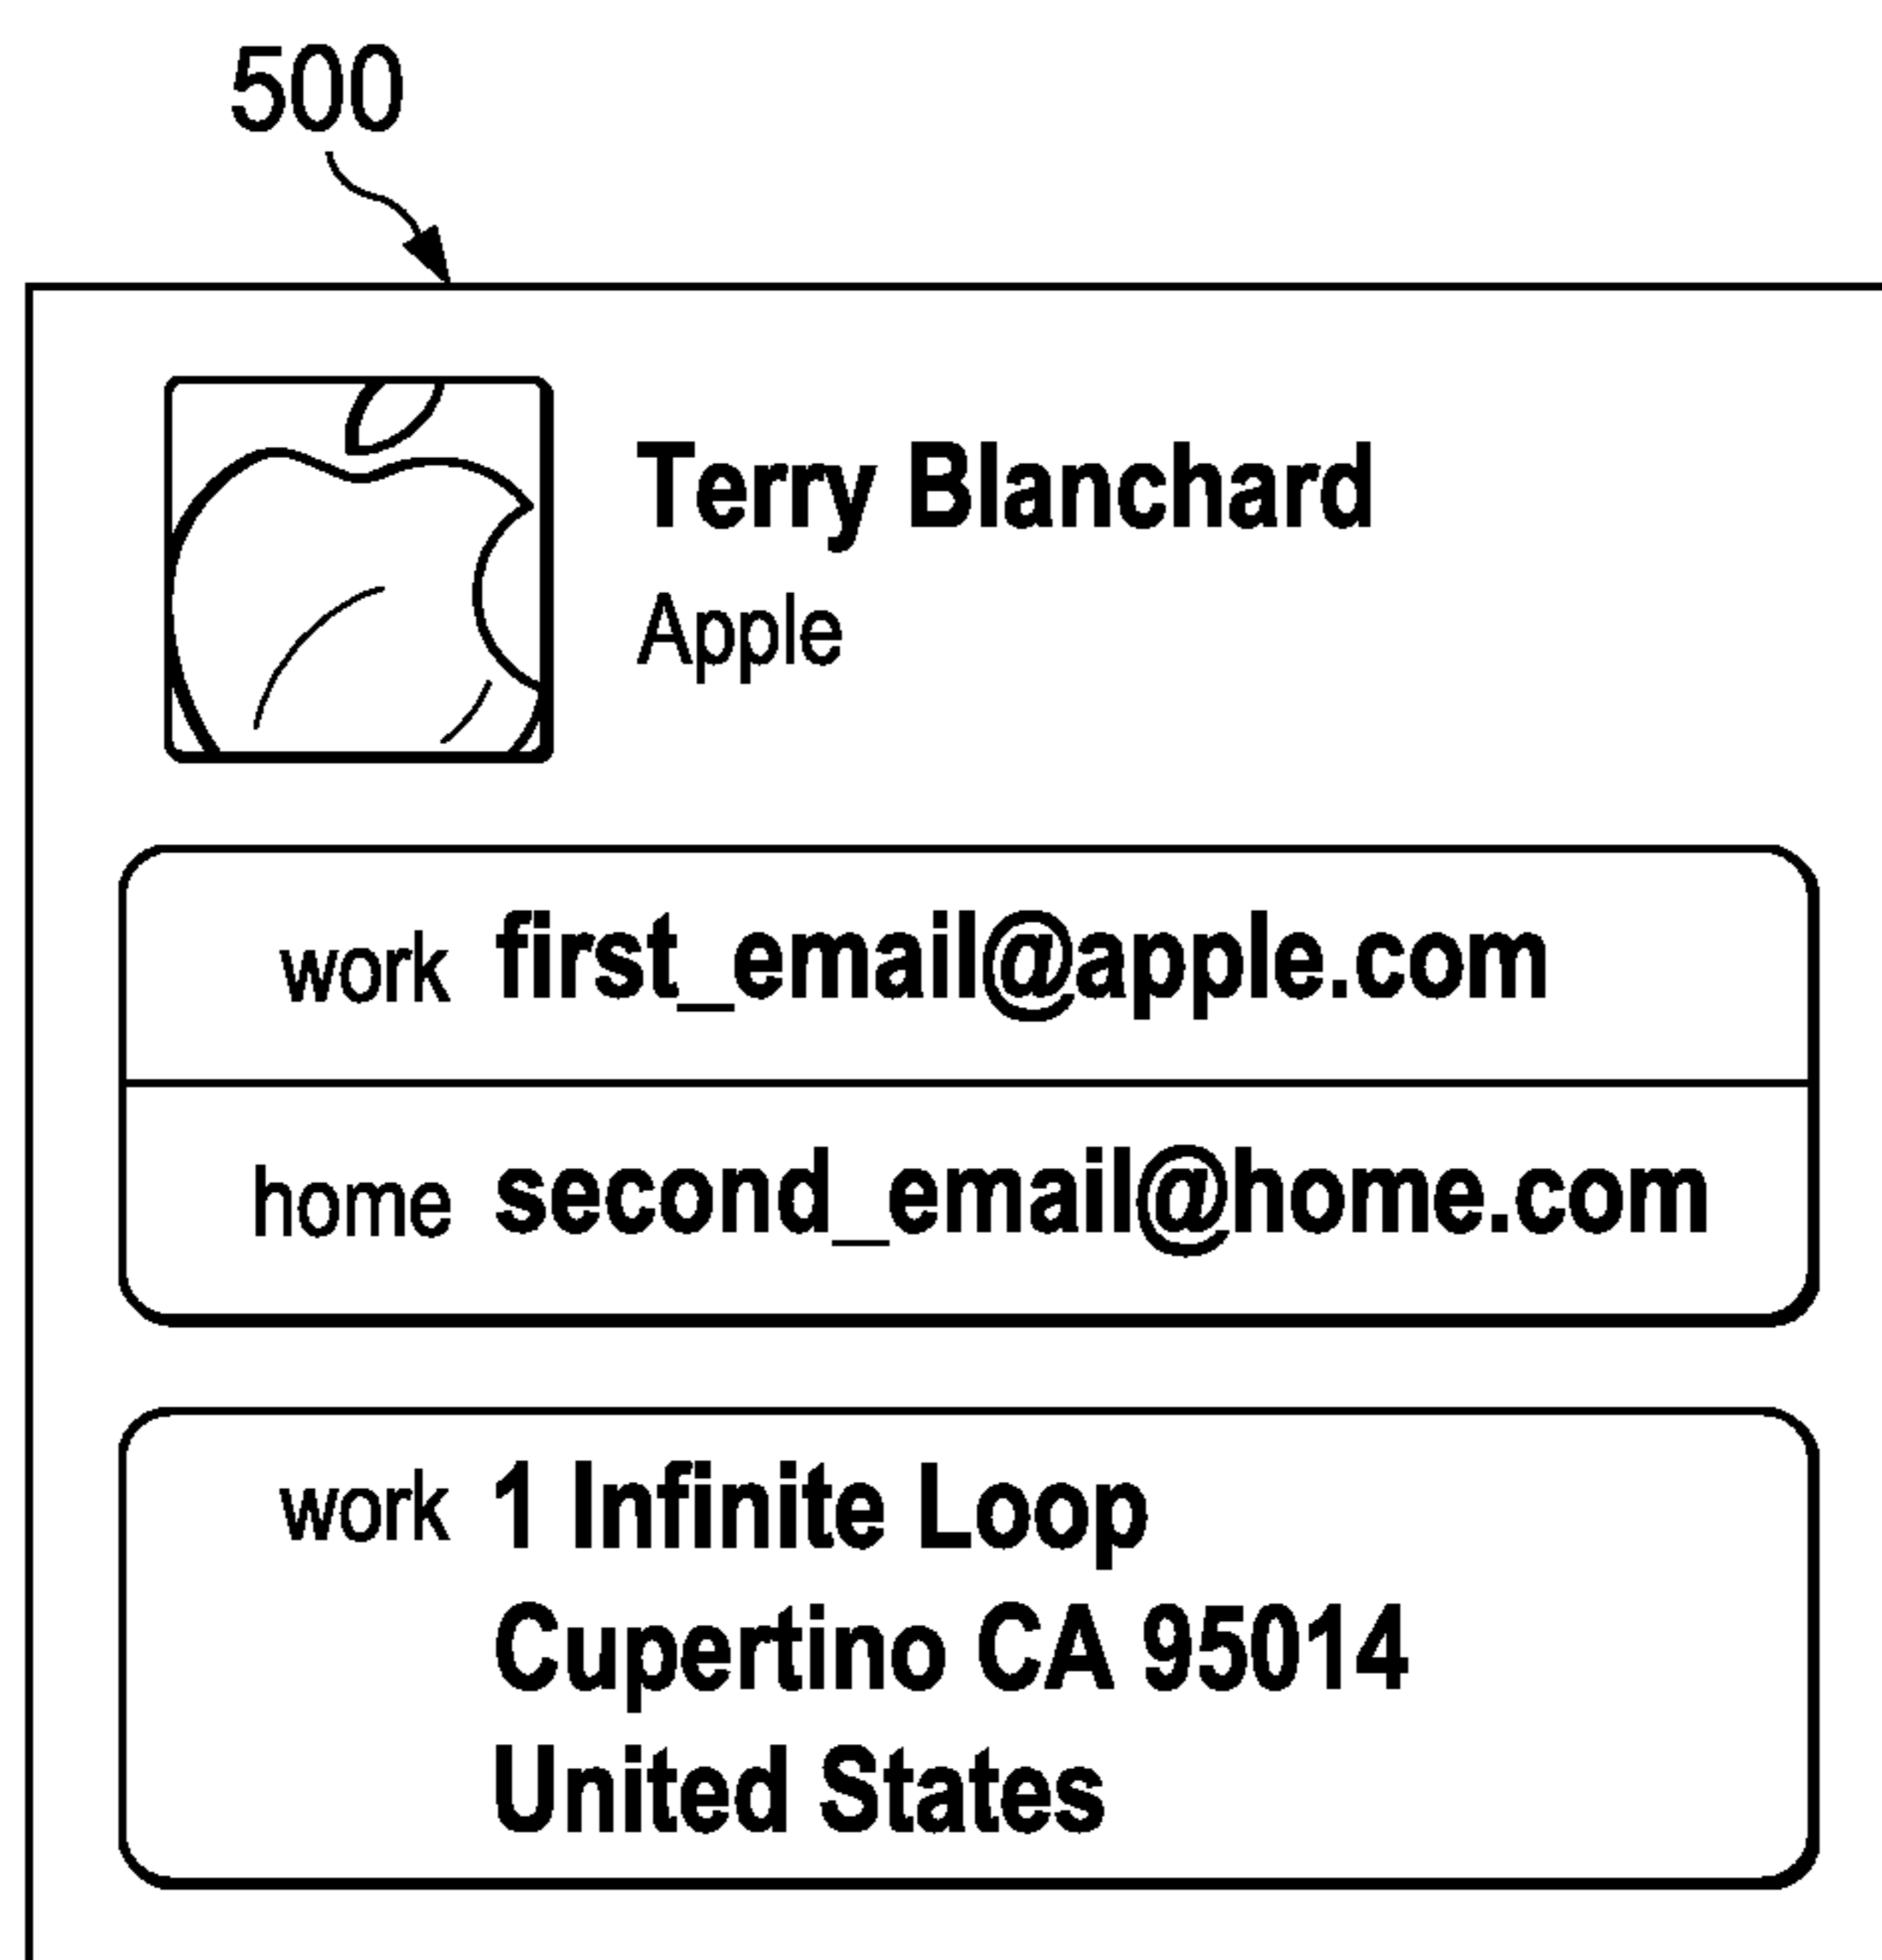 500
Terry Blanchard
Apple
work first_email@apple.com
home second_email@home.com
work 1 Infinite Loop
Cupertino CA 95014
United States